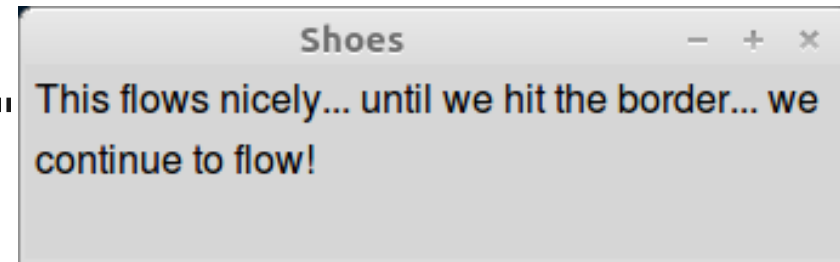 Shoes
This flows nicely... until we hit the border... we
continue to flow!